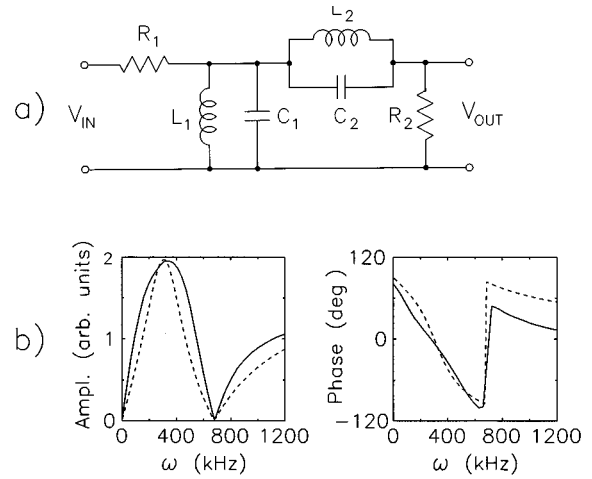 a)
R1
L2
VIN
L1
C1
C2
R2
VOUT
b)
Ampl. (arb. units)
2
1
0
0 400 800 1200
ω (kHz)
Phase (deg)
120
0
−120
0 400 800 1200
ω (kHz)